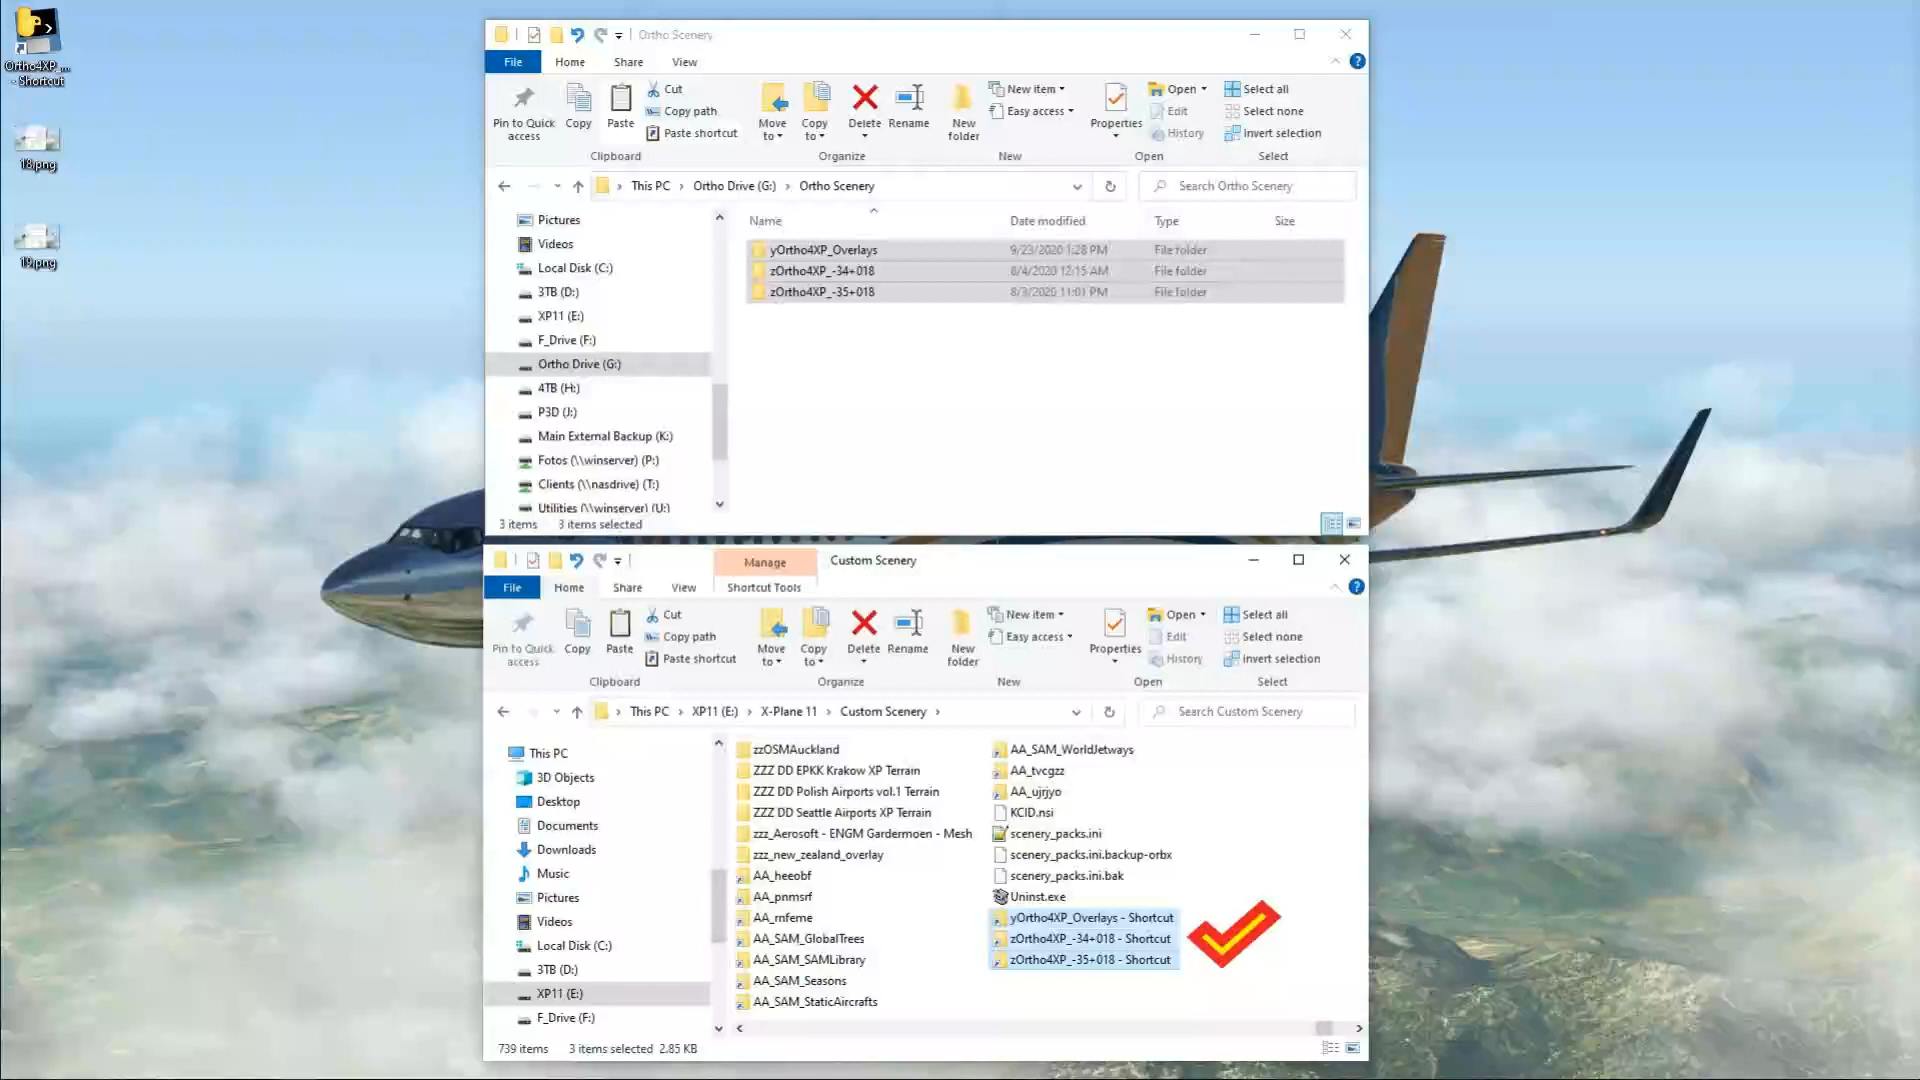 Ortho4XP_...
- Shortcut
18.png
19.png
Ortho Scenery
File Home Share View
Pin to Quick access
Copy
Paste
Cut
Copy path
Paste shortcut
Clipboard
Move to
Copy to
Delete
Rename
Organize
New folder
New item
Easy access
New
Properties
Open
Edit
History
Open
Select all
Select none
Invert selection
Select
This PC › Ortho Drive (G:) › Ortho Scenery
Search Ortho Scenery
Pictures
Videos
Local Disk (C:)
3TB (D:)
XP11 (E:)
F_Drive (F:)
Ortho Drive (G:)
4TB (H:)
P3D (J:)
Main External Backup (K:)
Fotos (\\winserver) (P:)
Clients (\\nasdrive) (T:)
Utilities (\\winserver) (U:)
Name Date modified Type Size
yOrtho4XP_Overlays 9/23/2020 1:28 PM File folder
zOrtho4XP_-34+018 8/4/2020 12:15 AM File folder
zOrtho4XP_-35+018 8/3/2020 11:01 PM File folder
3 items 3 items selected
Manage Custom Scenery
File Home Share View Shortcut Tools
Pin to Quick access
Copy
Paste
Cut
Copy path
Paste shortcut
Clipboard
Move to
Copy to
Delete
Rename
Organize
New folder
New item
Easy access
New
Properties
Open
Edit
History
Open
Select all
Select none
Invert selection
Select
This PC › XP11 (E:) › X-Plane 11 › Custom Scenery ›
Search Custom Scenery
This PC
3D Objects
Desktop
Documents
Downloads
Music
Pictures
Videos
Local Disk (C:)
3TB (D:)
XP11 (E:)
F_Drive (F:)
zzOSMAuckland
ZZZ DD EPKK Krakow XP Terrain
ZZZ DD Polish Airports vol.1 Terrain
ZZZ DD Seattle Airports XP Terrain
zzz_Aerosoft - ENGM Gardermoen - Mesh
zzz_new_zealand_overlay
AA_heeobf
AA_pnmsrf
AA_rnfeme
AA_SAM_GlobalTrees
AA_SAM_SAMLibrary
AA_SAM_Seasons
AA_SAM_StaticAircrafts
AA_SAM_WorldJetways
AA_tvcgzz
AA_ujrjyo
KCID.nsi
scenery_packs.ini
scenery_packs.ini.backup-orbx
scenery_packs.ini.bak
Uninst.exe
yOrtho4XP_Overlays - Shortcut
zOrtho4XP_-34+018 - Shortcut
zOrtho4XP_-35+018 - Shortcut
739 items 3 items selected 2.85 KB